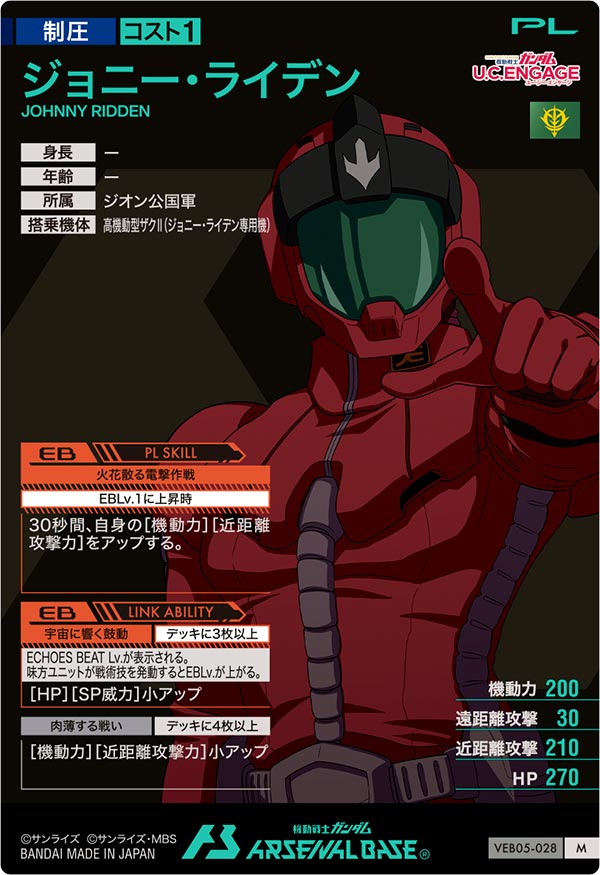 制圧 コスト1
PL
ジョニー・ライデン
JOHNNY RIDDEN
機動戦士ガンダム
U.C.ENGAGE
ユーシー・エンゲージ
身長 ー
年齢 ー
所属 ジオン公国軍
搭乗機体 高機動型ザクⅡ(ジョニー・ライデン専用機)
EB PL SKILL
火花散る電撃作戦
EBLv.1に上昇時
30秒間、自身の[機動力][近距離
攻撃力]をアップする。
EB LINK ABILITY
宇宙に響く鼓動 デッキに3枚以上
ECHOES BEAT Lv.が表示される。
味方ユニットが戦術技を発動するとEBLv.が上がる。
[HP][SP威力]小アップ
肉薄する戦い デッキに4枚以上
[機動力][近距離攻撃力]小アップ
機動力 200
遠距離攻撃 30
近距離攻撃 210
HP 270
©サンライズ ©サンライズ・MBS
BANDAI MADE IN JAPAN
機動戦士ガンダム
ARSENAL BASE®
VEB05-028 M